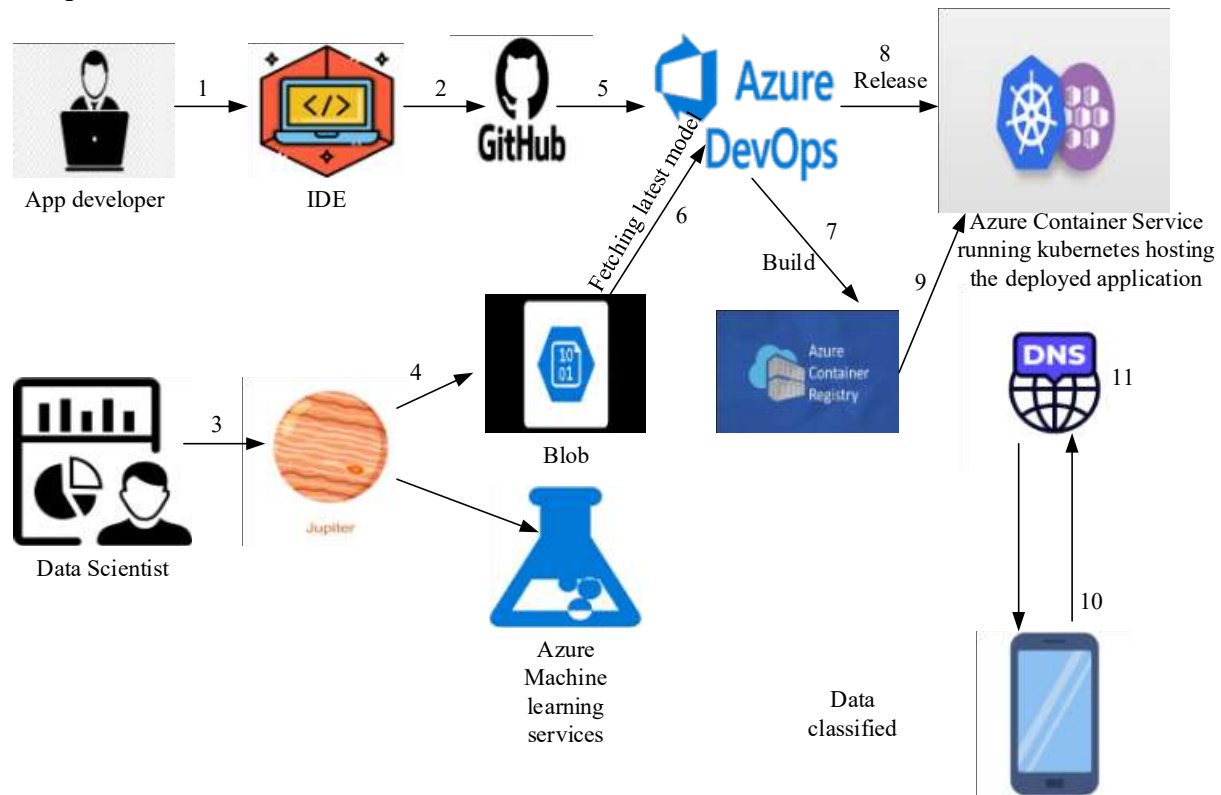 1
2
5
8
Release
</>
GitHub
Azure
DevOps
App developer
IDE
Fetching latest model
6
7
Build
9
Azure Container Service
running kubernetes hosting
the deployed application
3
4
10
01
Blob
Azure
Container
Registry
DNS
11
Jupiter
Data Scientist
Azure
Machine
learning
services
10
Data
classified